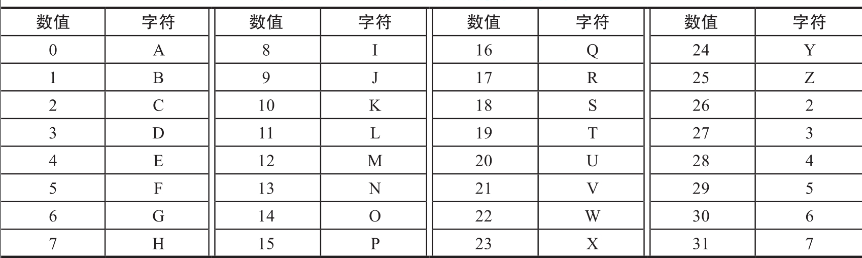 数值 字符 数值 字符 数值 字符 数值 字符
0 A 8 I 16 Q 24 Y
1 B 9 J 17 R 25 Z
2 C 10 K 18 S 26 2
3 D 11 L 19 T 27 3
4 E 12 M 20 U 28 4
5 F 13 N 21 V 29 5
6 G 14 O 22 W 30 6
7 H 15 P 23 X 31 7